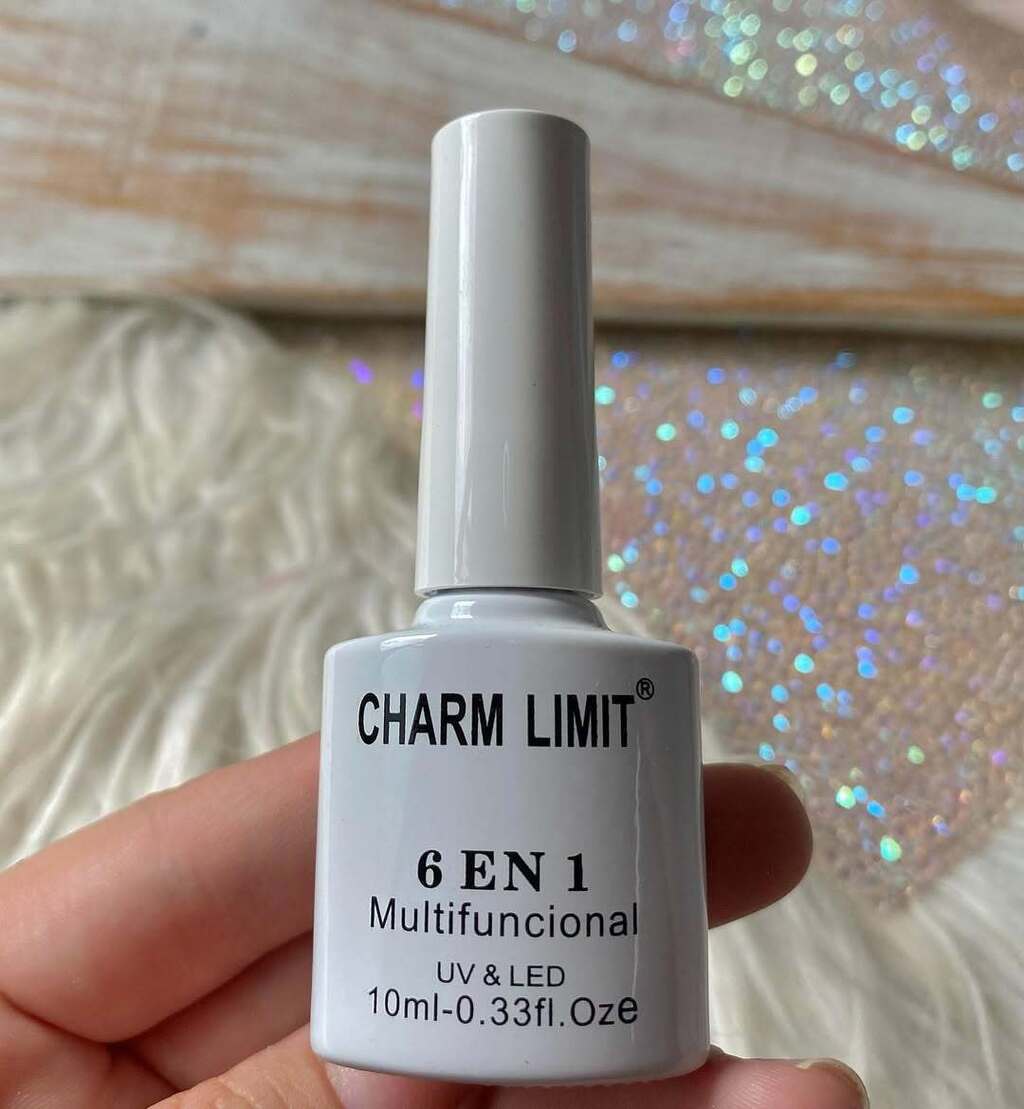 CHARM LIMIT®
6 EN 1
Multifuncional
UV & LED
10ml-0.33fl.Oze